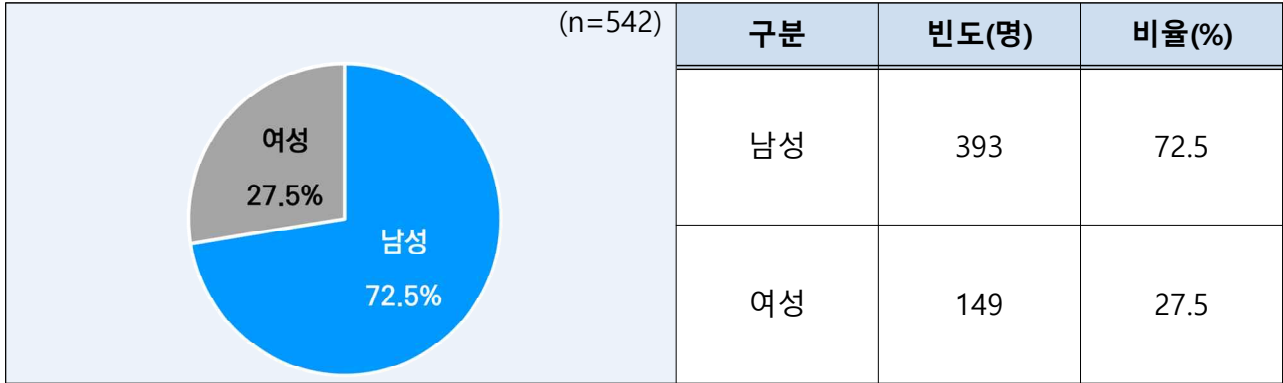 (n=542)
여성
27.5%
남성
72.5%
구분 빈도(명) 비율(%)
남성 393 72.5
여성 149 27.5